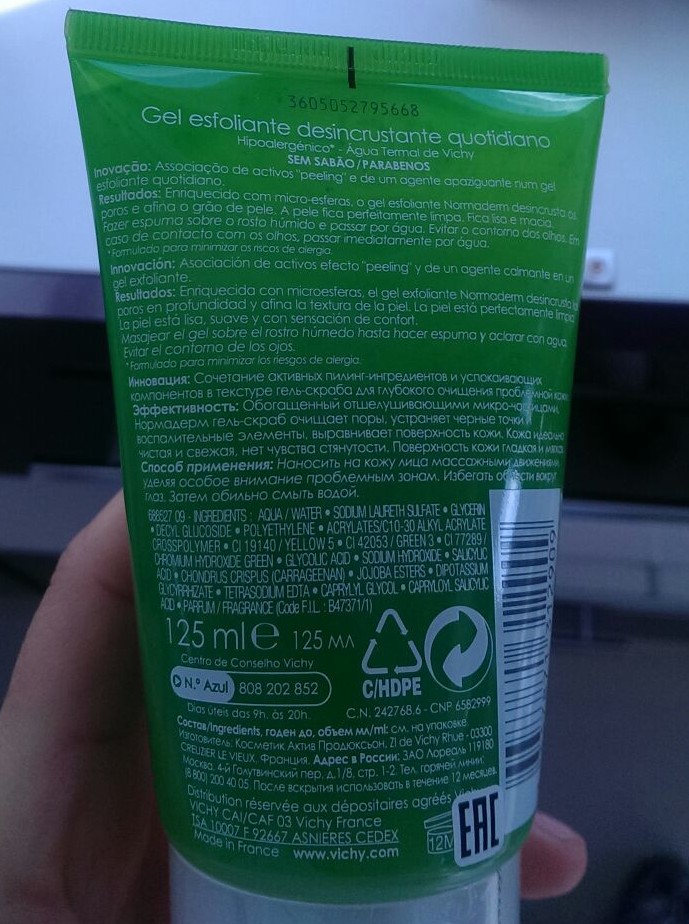 3605052795668
Gel esfoliante desincrustante quotidiano
Hipoalergénico* - Água Termal de Vichy
SEM SABÃO / PARABENOS
Inovação: Associação de activos "peeling" e de um agente apaziguante num gel
esfoliante quotidiano.
Resultados: Enriquecido com micro-esferas, o gel esfoliante Normaderm desincrusta os
poros e afina o grão de pele. A pele fica perfeitamente limpa. Fica lisa e macia.
Fazer espuma sobre o rosto húmido e passar por água. Evitar o contorno dos olhos. Em
caso de contacto com os olhos, passar imediatamente por água.
*Formulado para minimizar os riscos de alergia.
Innovación: Asociación de activos efecto "peeling" y de un agente calmante en un
gel exfoliante.
Resultados: Enriquecida con microesferas, el gel exfoliante Normaderm desincrusta los
poros en profundidad y afina la textura de la piel. La piel está perfectamente limpia.
La piel está lisa, suave y con sensación de confort.
Masajear el gel sobre el rostro húmedo hasta hacer espuma y aclarar con agua.
Evitar el contorno de los ojos.
*Formulado para minimizar los riesgos de alergia.
Инновация: Сочетание активных пилинг-ингредиентов и успокаивающих
компонентов в текстуре гель-скраба для глубокого очищения проблемной кожи.
Эффективность: Обогащенный отшелушивающими микро-частицами,
Нормадерм гель-скраб очищает поры, устраняет черные точки и
воспалительные элементы, выравнивает поверхность кожи. Кожа идеально
чистая и свежая, нет чувства стянутости. Поверхность кожи гладкая и мягкая.
Способ применения: Наносить на кожу лица массажными движениями,
уделяя особое внимание проблемным зонам. Избегать области вокруг
глаз. Затем обильно смыть водой.
688527 09 - INGREDIENTS : AQUA / WATER • SODIUM LAURETH SULFATE • GLYCERIN
• DECYL GLUCOSIDE • POLYETHYLENE • ACRYLATES/C10-30 ALKYL ACRYLATE
CROSSPOLYMER • CI 19140 / YELLOW 5 • CI 42053 / GREEN 3 • CI 77289 /
CHROMIUM HYDROXIDE GREEN • GLYCOLIC ACID • SODIUM HYDROXIDE • SALICYLIC
ACID • CHONDRUS CRISPUS (CARRAGEENAN) • JOJOBA ESTERS • DIPOTASSIUM
GLYCYRRHIZATE • TETRASODIUM EDTA • CAPRYLYL GLYCOL • CAPRYLOYL SALICYLIC
ACID • PARFUM / FRAGRANCE (Code F.I.L. : B47371/1)
125 ml e 125 мл
C/HDPE
Centro de Conselho Vichy
N.º Azul 808 202 852
Dias úteis das 9h. às 20h.
C.N. 242768.6 - CNP 6582999
Состав/Ingredients, годен до, объем мл/ml: см. на упаковке.
Изготовитель: Косметик Актив Продюксьон, ZI de Vichy Rhue - 03300
CREUZIER LE VIEUX, Франция. Адрес в России: ЗАО Лореаль 119180
Москва, 4-й Голутвинский пер, д.1/8, стр. 1-2. Тел. горячей линии:
(8 800) 200 40 05. После вскрытия использовать в течение 12 месяцев.
Distribution réservée aux dépositaires agréés
VICHY CAI/CAF 03 Vichy France
TSA 10007 F 92667 ASNIERES CEDEX
Made in France www.vichy.com
12M
EAC